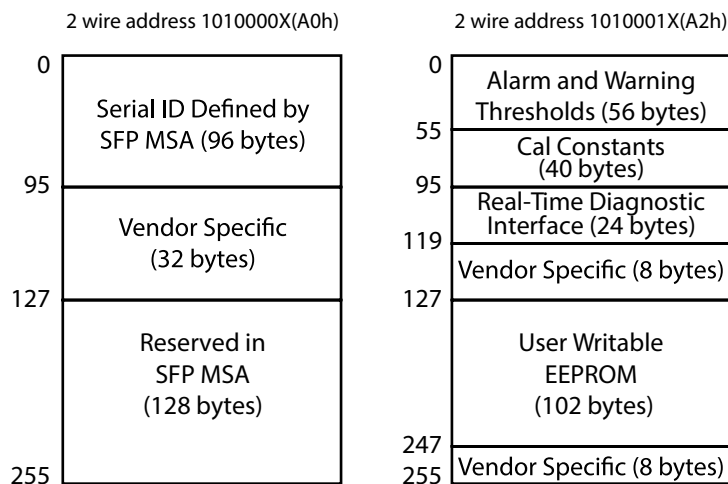 2 wire address 1010000X(A0h)
0
Serial ID Defined by
SFP MSA (96 bytes)
95
Vendor Specific
(32 bytes)
127
Reserved in
SFP MSA
(128 bytes)
255
2 wire address 1010001X(A2h)
0
Alarm and Warning
Thresholds (56 bytes)
55
Cal Constants
(40 bytes)
95
Real-Time Diagnostic
Interface (24 bytes)
119
Vendor Specific (8 bytes)
127
User Writable
EEPROM
(102 bytes)
247
Vendor Specific (8 bytes)
255